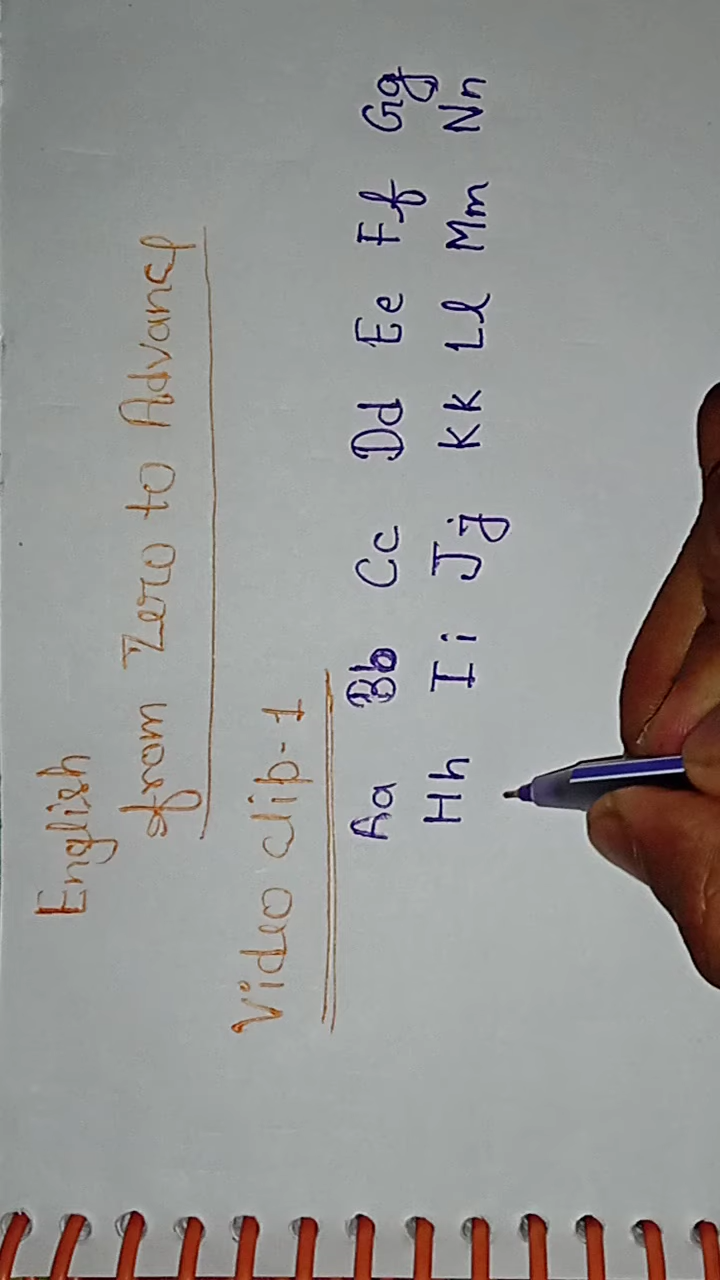 English
from Zero to Advance
Video clip-1
Aa Bb Cc Dd Ee Ff Gg
Hh Ii Jj Kk Ll Mm Nn